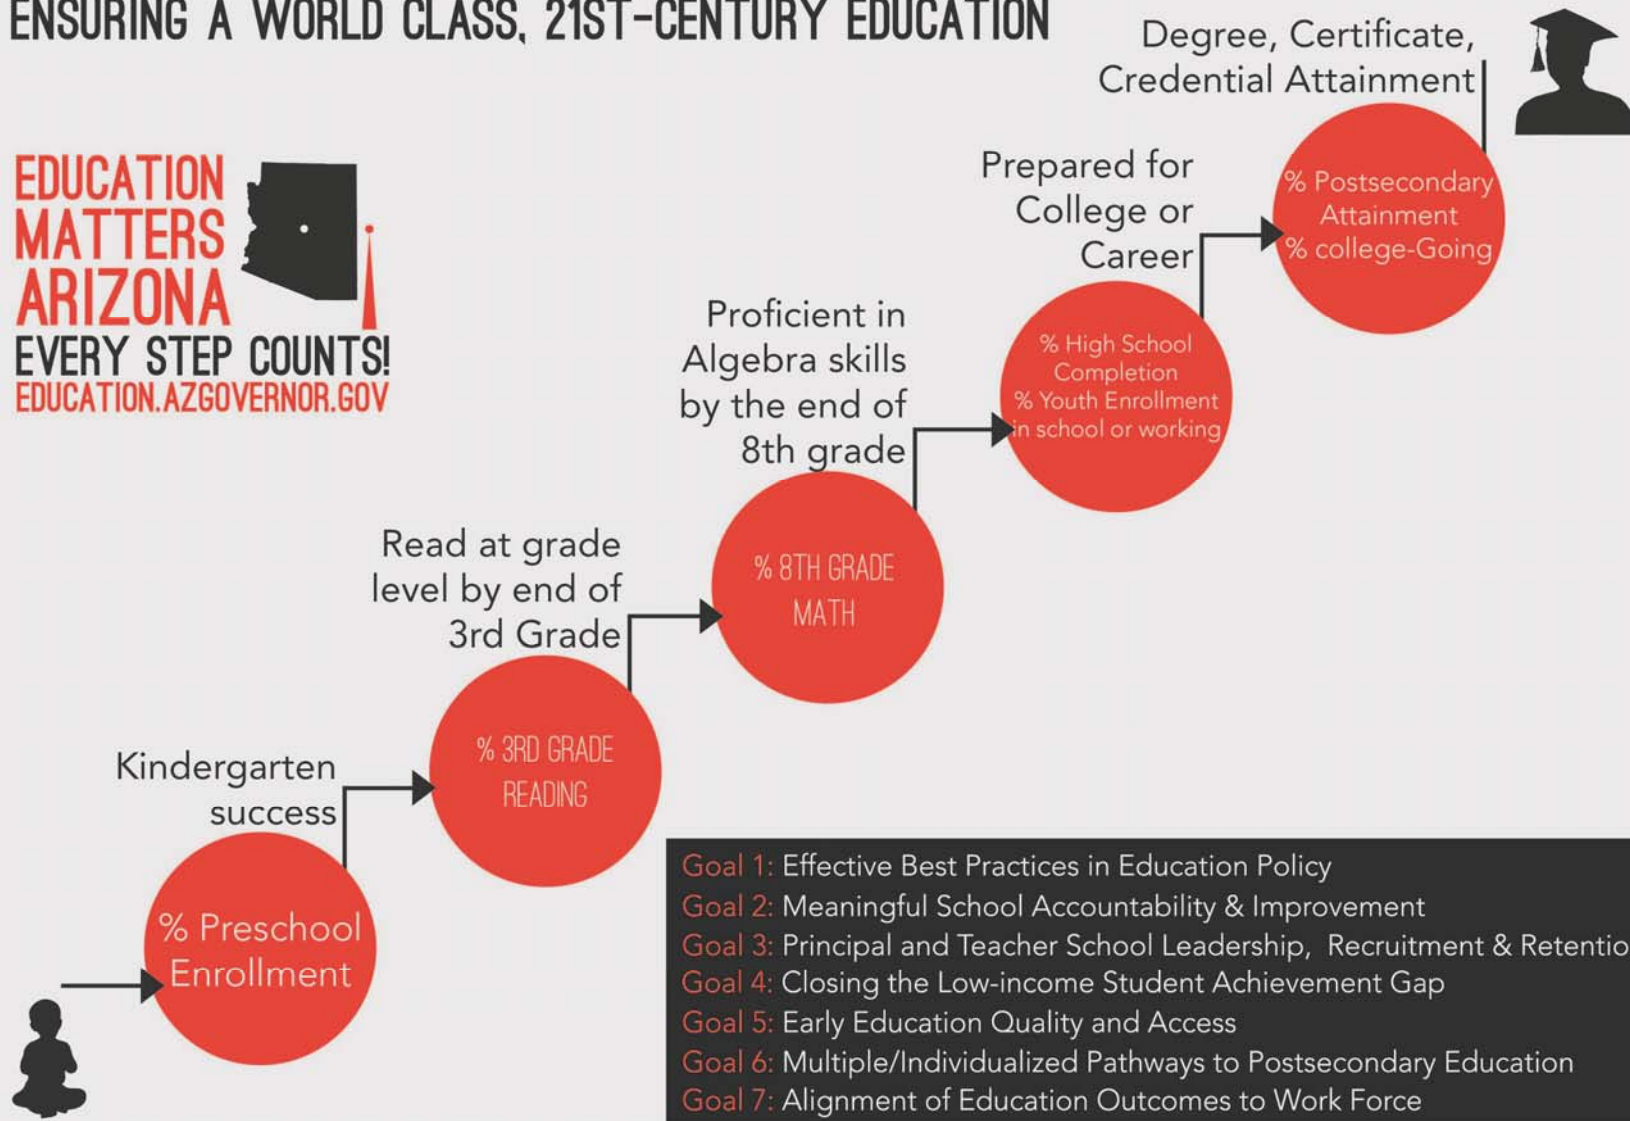 ENSURING A WORLD CLASS, 21ST-CENTURY EDUCATION
EDUCATION
MATTERS
ARIZONA
EVERY STEP COUNTS!
EDUCATION.AZGOVERNOR.GOV
Degree, Certificate,
Credential Attainment
% Postsecondary
Attainment
% college-Going
Prepared for
College or
Career
% High School
Completion
% Youth Enrollment
in school or working
Proficient in
Algebra skills
by the end of
8th grade
% 8TH GRADE
MATH
Read at grade
level by end of
3rd Grade
% 3RD GRADE
READING
Kindergarten
success
% Preschool
Enrollment
Goal 1: Effective Best Practices in Education Policy
Goal 2: Meaningful School Accountability & Improvement
Goal 3: Principal and Teacher School Leadership, Recruitment & Retentio
Goal 4: Closing the Low-income Student Achievement Gap
Goal 5: Early Education Quality and Access
Goal 6: Multiple/Individualized Pathways to Postsecondary Education
Goal 7: Alignment of Education Outcomes to Work Force